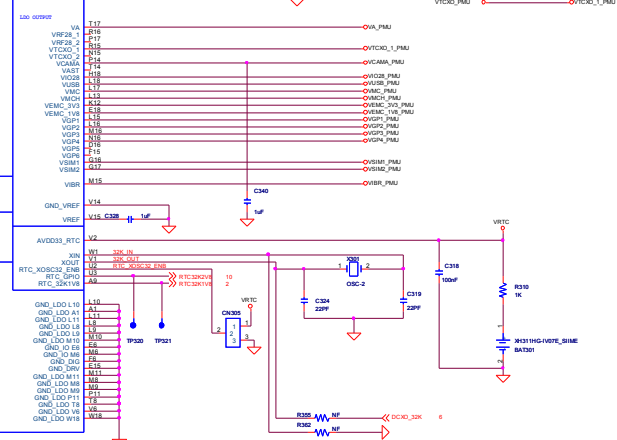 VTCXO_PMU VTCXO_1_PMU
LDO OUTPUT
VA T17 VA_PMU
VRF28_1 R16
VRF28_2 P17
VTCXO_1 R15 VTCXO_1_PMU
VTCXO_2 N15
VCAMA P14 VCAMA_PMU
VAST T14
VIO28 H18 VIO28_PMU
VUSB L18 VUSB_PMU
VMC L17 VMC_PMU
VMCH L13 VMCH_PMU
VEMC_3V3 K12 VEMC_3V3_PMU
VEMC_1V8 E18 VEMC_1V8_PMU
VGP1 L15 VGP1_PMU
VGP2 L16 VGP2_PMU
VGP3 M16 VGP3_PMU
VGP4 N16 VGP4_PMU
VGP5 D16
VGP6 F15
VSIM1 G16 VSIM1_PMU
VSIM2 G17 VSIM2_PMU
VIBR M15 VIBR_PMU
C340
1uF
GND_VREF V14
VREF V15 C328 1uF
VRTC
AVDD33_RTC V2
XIN W1 32K_IN
XOUT V1 32K_OUT
RTC_XOSC32_ENB U2 RTC_XOSC32_ENB
RTC_GPIO U3 RTC32K2V8 10
RTC_32K1V8 A9 RTC32K1V8 2
X301
1 2
OSC-2
C318
100nF
R310
1K
C324
22PF
C319
22PF
VRTC
CN305
1 1
2 2
3 3
TP320 TP321
1
XH311HG-IV07E_SIIME
BAT301
2
GND_LDO L10 L10
GND_LDO A1 A1
GND_LDO L11 L11
GND_LDO L8 L8
GND_LDO L9 L9
GND_LDO M10 M10
GND_IO E6 E6
GND_IO M6 M6
GND_DIG F6
GND_DRV E15
GND_LDO M11 M11
GND_LDO M8 M8
GND_LDO M9 M9
GND_LDO P11 P11
GND_LDO T8 T8
GND_LDO V6 V6
GND_LDO W18 W18
R355 NF DCXO_32K 6
R362 NF